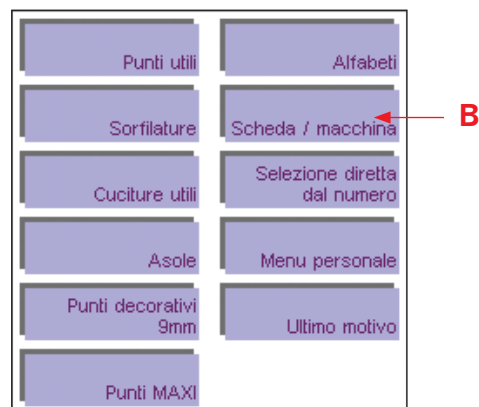 Punti utili
Alfabeti
Sorfilature
Scheda / macchina
B
Cuciture utili
Selezione diretta
dal numero
Asole
Menu personale
Punti decorativi
9mm
Ultimo motivo
Punti MAXI